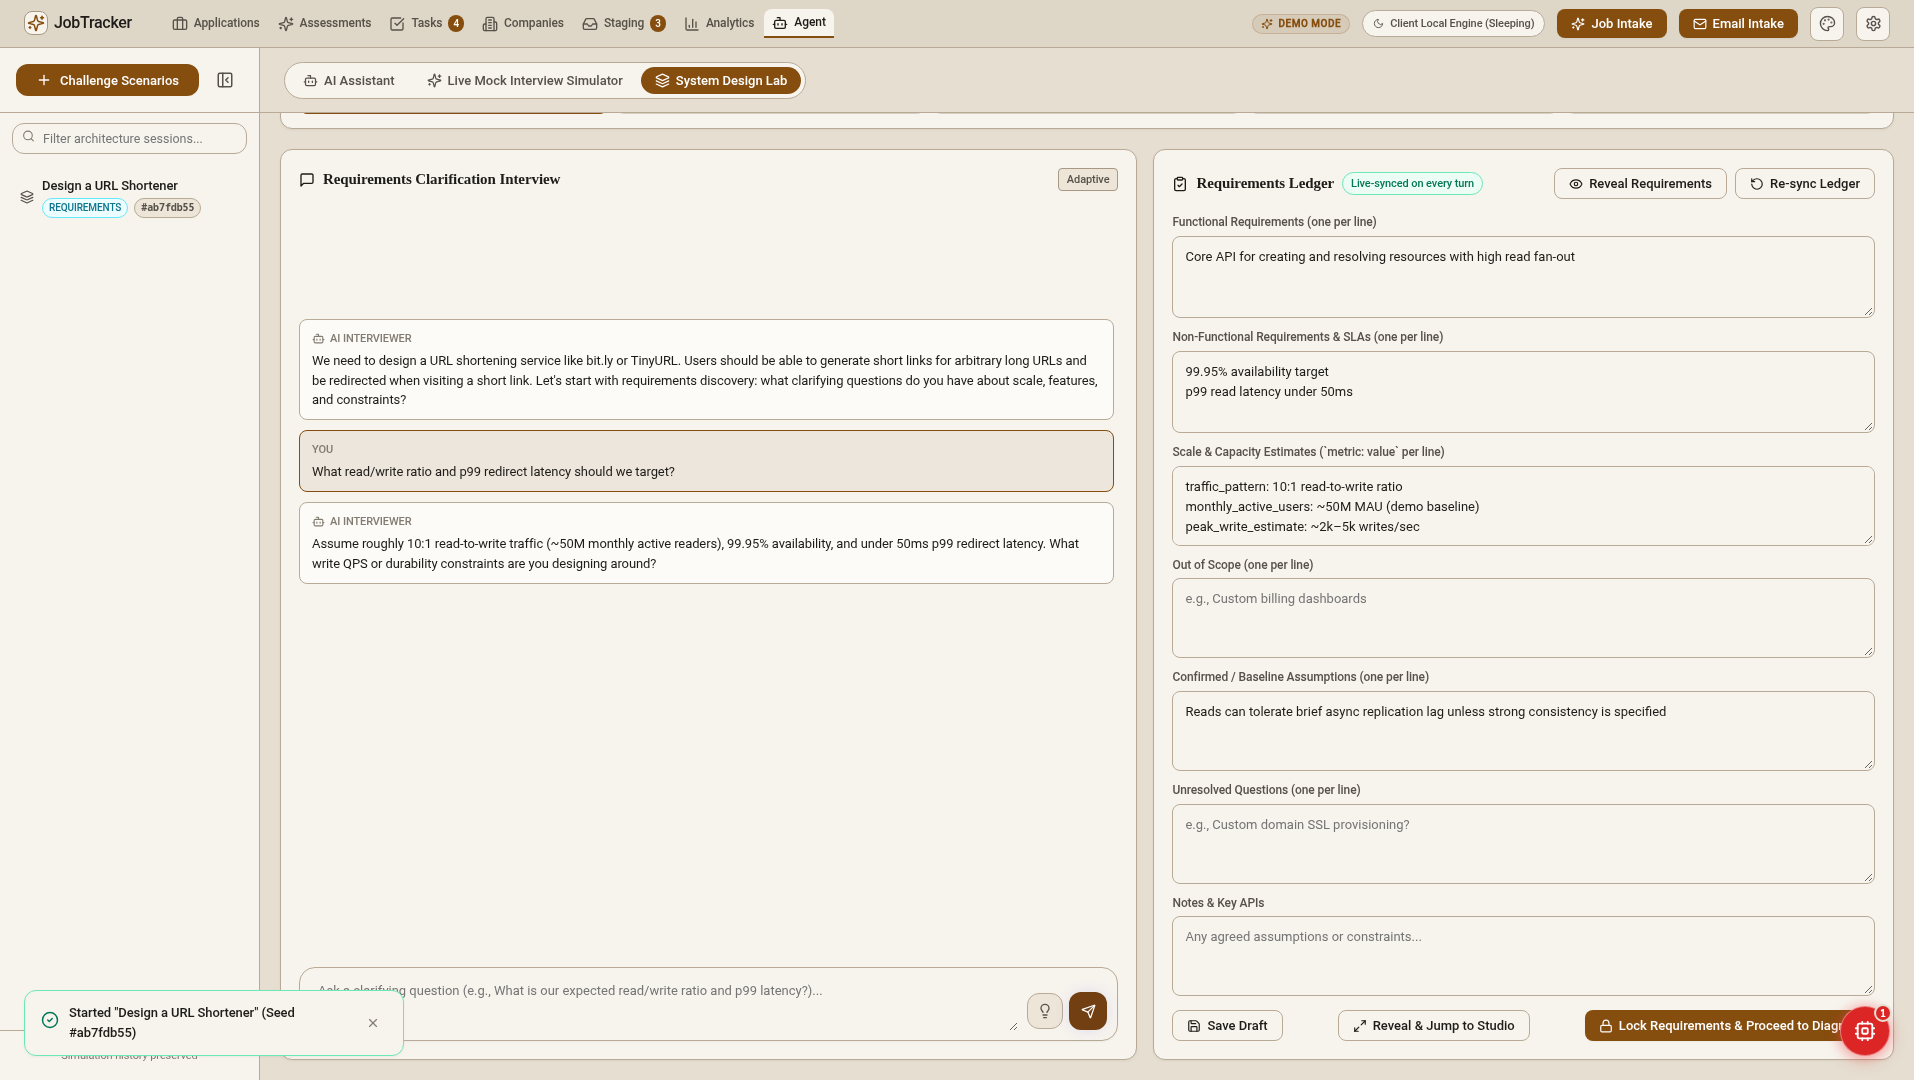 JobTracker
Applications
Assessments
Tasks 4
Companies
Staging 3
Analytics
Agent
DEMO MODE
Client Local Engine (Sleeping)
Job Intake
Email Intake
Challenge Scenarios
AI Assistant
Live Mock Interview Simulator
System Design Lab
Filter architecture sessions...
Design a URL Shortener
REQUIREMENTS
#ab7fdb55
Requirements Clarification Interview
Adaptive
AI INTERVIEWER
We need to design a URL shortening service like bit.ly or TinyURL. Users should be able to generate short links for arbitrary long URLs and
be redirected when visiting a short link. Let's start with requirements discovery: what clarifying questions do you have about scale, features,
and constraints?
YOU
What read/write ratio and p99 redirect latency should we target?
AI INTERVIEWER
Assume roughly 10:1 read-to-write traffic (~50M monthly active readers), 99.95% availability, and under 50ms p99 redirect latency. What
write QPS or durability constraints are you designing around?
Ask a clarifying question (e.g., What is our expected read/write ratio and p99 latency?)...
Requirements Ledger
Live-synced on every turn
Reveal Requirements
Re-sync Ledger
Functional Requirements (one per line)
Core API for creating and resolving resources with high read fan-out
Non-Functional Requirements & SLAs (one per line)
99.95% availability target
p99 read latency under 50ms
Scale & Capacity Estimates (`metric: value` per line)
traffic_pattern: 10:1 read-to-write ratio
monthly_active_users: ~50M MAU (demo baseline)
peak_write_estimate: ~2k–5k writes/sec
Out of Scope (one per line)
e.g., Custom billing dashboards
Confirmed / Baseline Assumptions (one per line)
Reads can tolerate brief async replication lag unless strong consistency is specified
Unresolved Questions (one per line)
e.g., Custom domain SSL provisioning?
Notes & Key APIs
Any agreed assumptions or constraints...
Save Draft
Reveal & Jump to Studio
Lock Requirements & Proceed to Diagr
1
Started "Design a URL Shortener" (Seed
#ab7fdb55)
Simulation history preserved